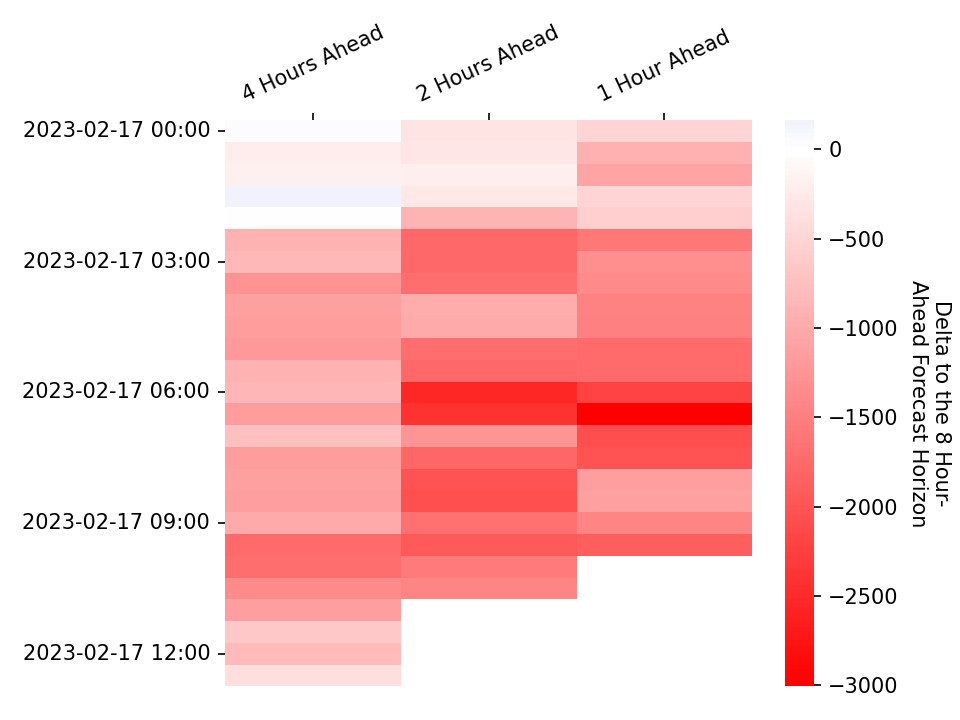 4 Hours Ahead
2 Hours Ahead
1 Hour Ahead
2023-02-17 00:00
2023-02-17 03:00
2023-02-17 06:00
2023-02-17 09:00
2023-02-17 12:00
0
−500
−1000
−1500
−2000
−2500
−3000
Delta to the 8 Hour-
Ahead Forecast Horizon